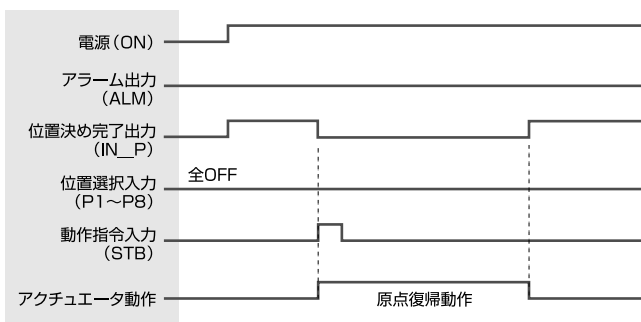 電源(ON)
アラーム出力
(ALM)
位置決め完了出力
(IN__P)
全OFF
位置選択入力
(P1〜P8)
動作指令入力
(STB)
アクチュエータ動作
原点復帰動作